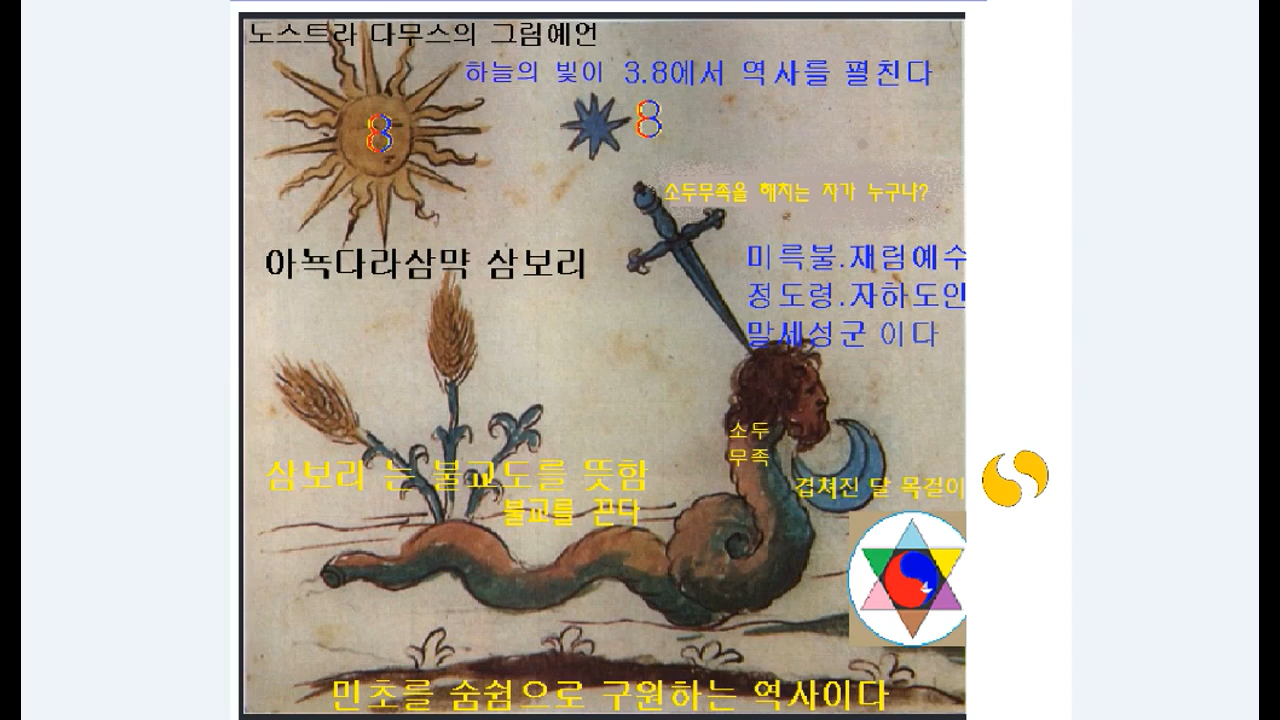 노스트라 다무스의 그림예언
하늘의 빛이 3.8에서 역사를 펼친다
8
8
소두무족을 해치는 자가 누구냐?
아뇩다라삼먁 삼보리
미륵불.재림예수
정도령.자하도인
말세성군 이다
소두
무족
삼보리 는 불교도를 뜻함
겹쳐진 달 목걸이
불교를 끈다
민초를 숨쉼으로 구원하는 역사이다